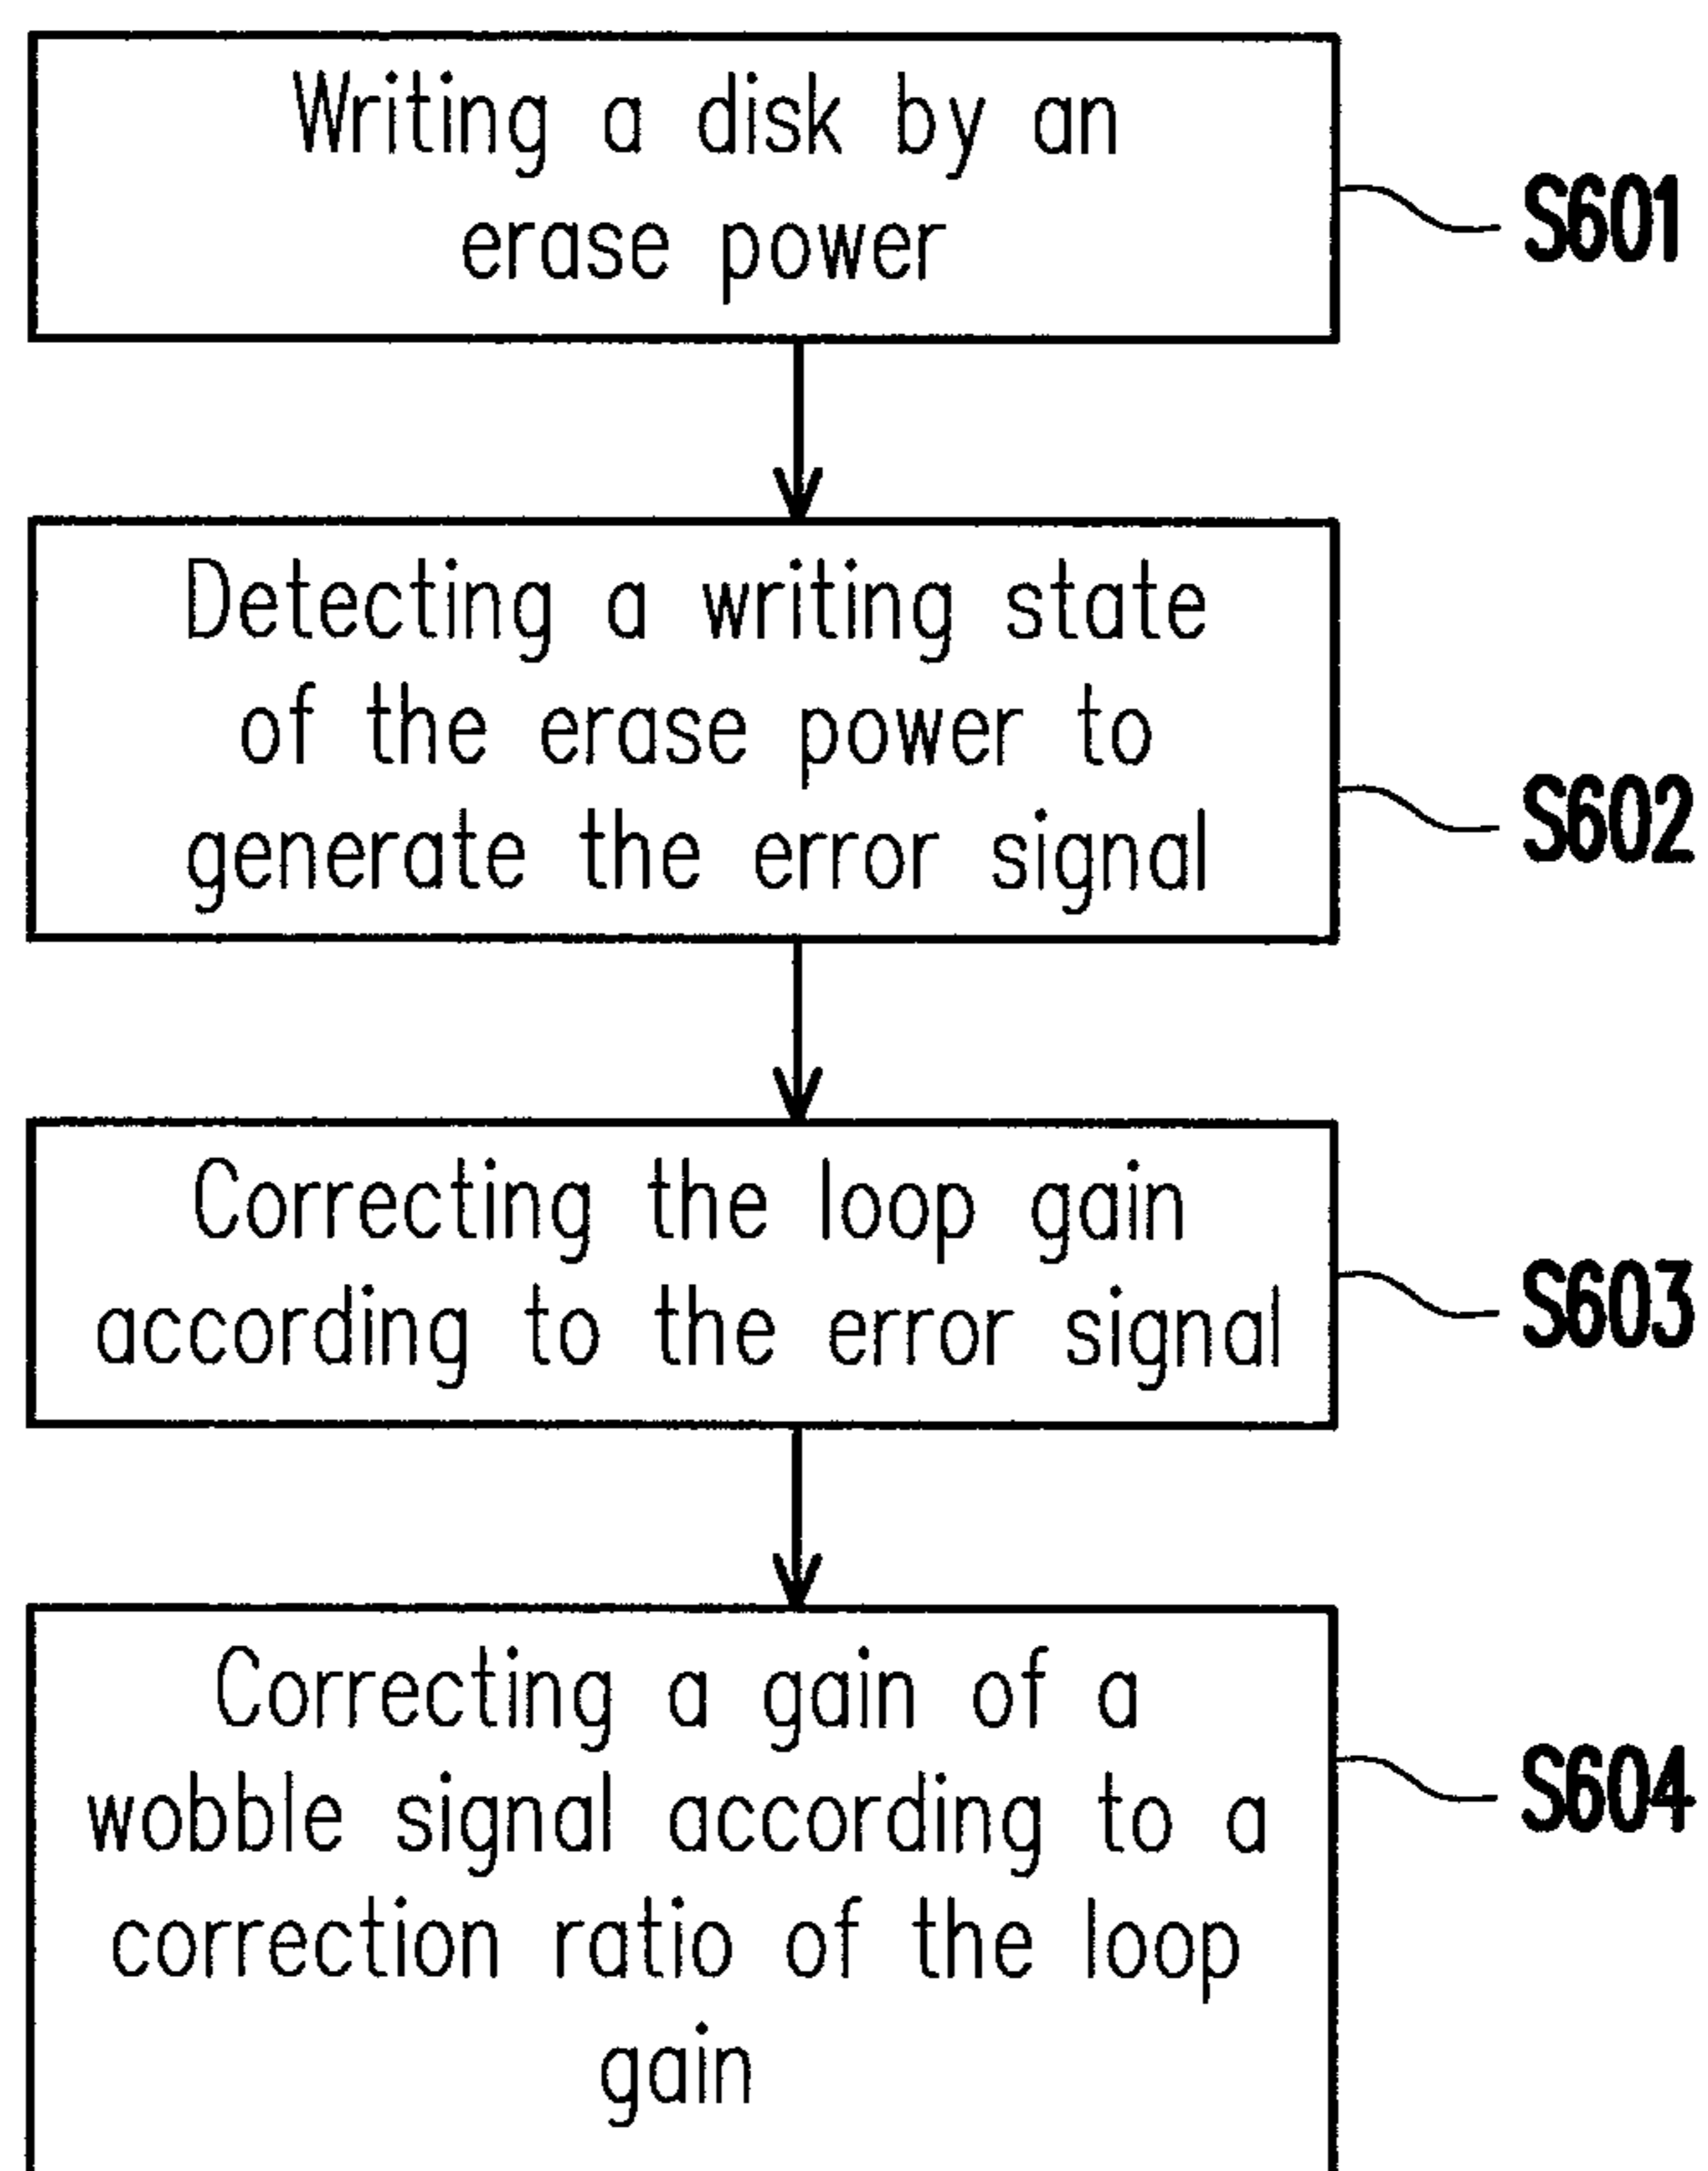 Writing a disk by an
erase power
S601
Detecting a writing state
of the erase power to
generate the error signal
S602
Correcting the loop gain
according to the error signal
S603
Correcting a gain of a
wobble signal according to a
correction ratio of the loop
gain
S604